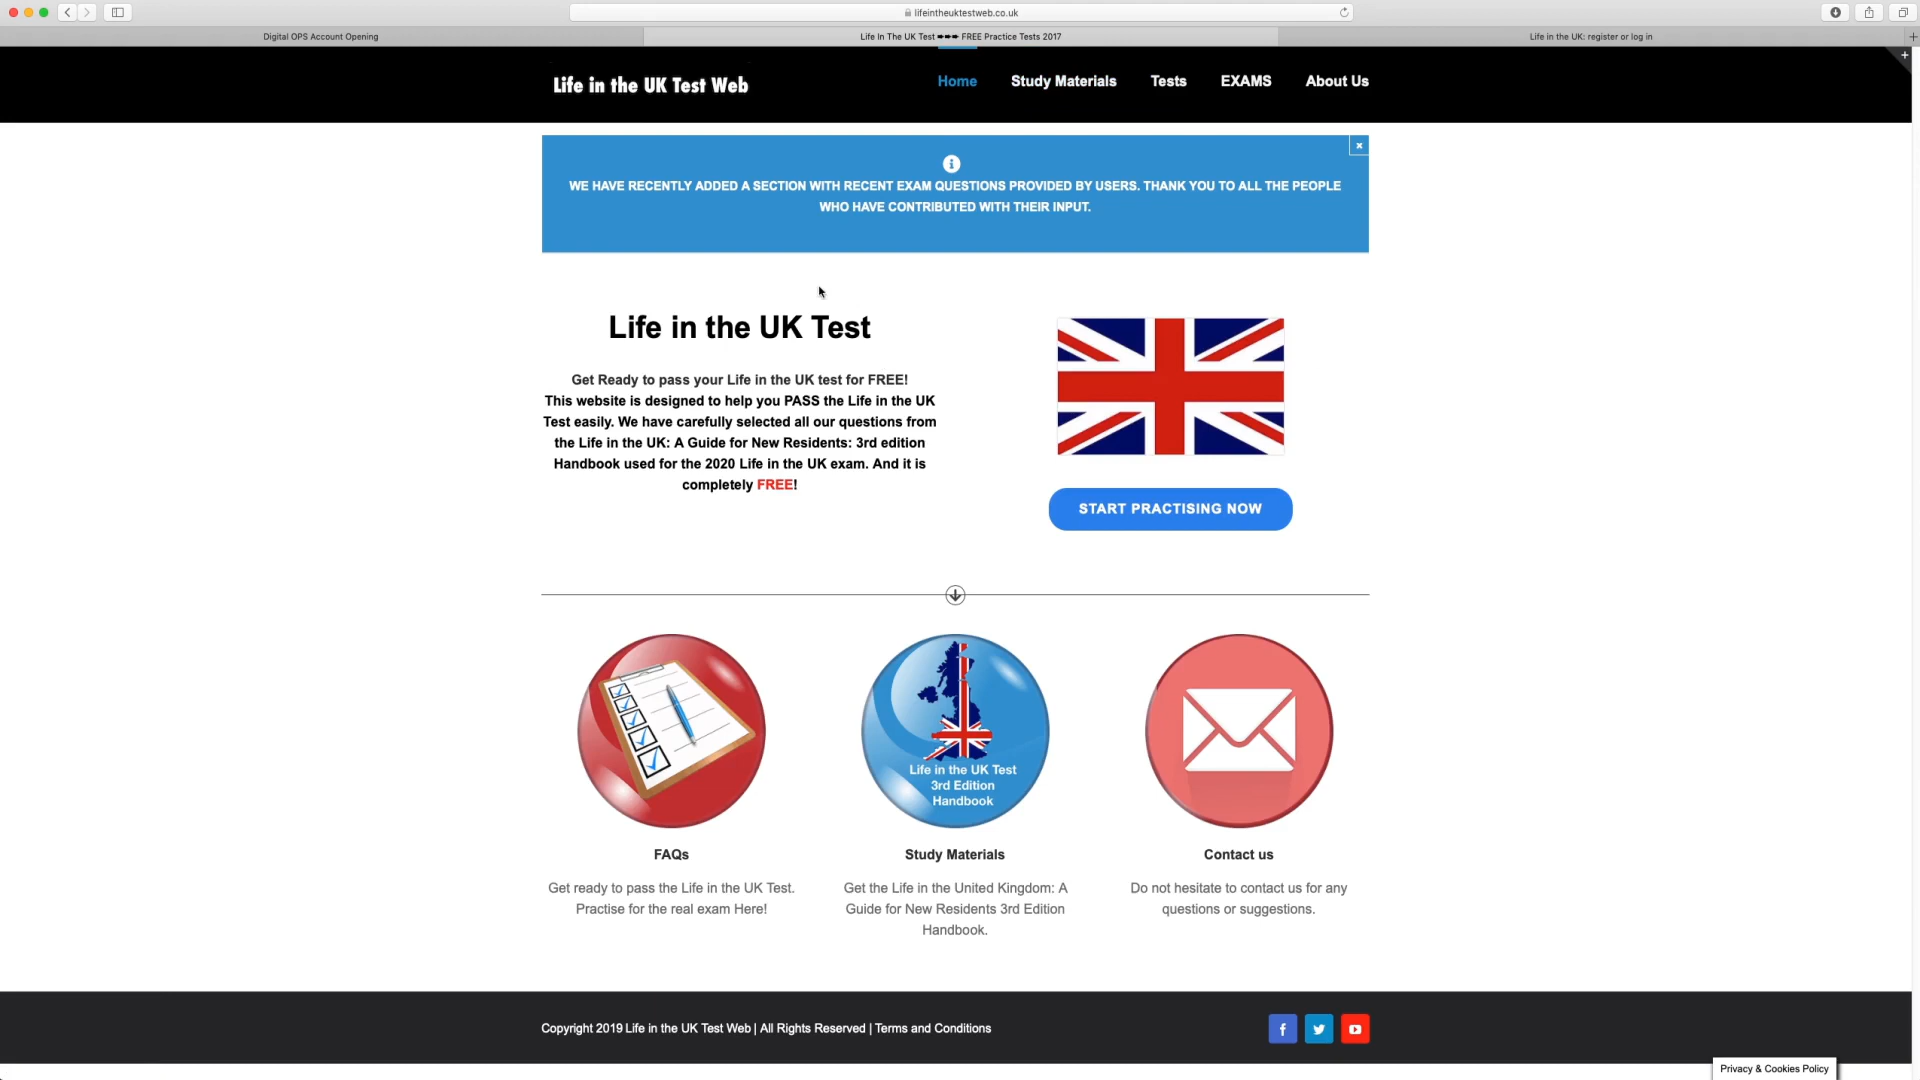 lifeintheuktestweb.co.uk
Digital OPS Account Opening
Life In The UK Test ➨➨➨ FREE Practice Tests 2017
Life in the UK: register or log in
Life in the UK Test Web
Home
Study Materials
Tests
EXAMS
About Us
WE HAVE RECENTLY ADDED A SECTION WITH RECENT EXAM QUESTIONS PROVIDED BY USERS. THANK YOU TO ALL THE PEOPLE
WHO HAVE CONTRIBUTED WITH THEIR INPUT.
Life in the UK Test
Get Ready to pass your Life in the UK test for FREE!
This website is designed to help you PASS the Life in the UK
Test easily. We have carefully selected all our questions from
the Life in the UK: A Guide for New Residents: 3rd edition
Handbook used for the 2020 Life in the UK exam. And it is
completely FREE!
START PRACTISING NOW
Life in the UK Test
3rd Edition
Handbook
FAQs
Get ready to pass the Life in the UK Test.
Practise for the real exam Here!
Study Materials
Get the Life in the United Kingdom: A
Guide for New Residents 3rd Edition
Handbook.
Contact us
Do not hesitate to contact us for any
questions or suggestions.
Copyright 2019 Life in the UK Test Web | All Rights Reserved | Terms and Conditions
Privacy & Cookies Policy